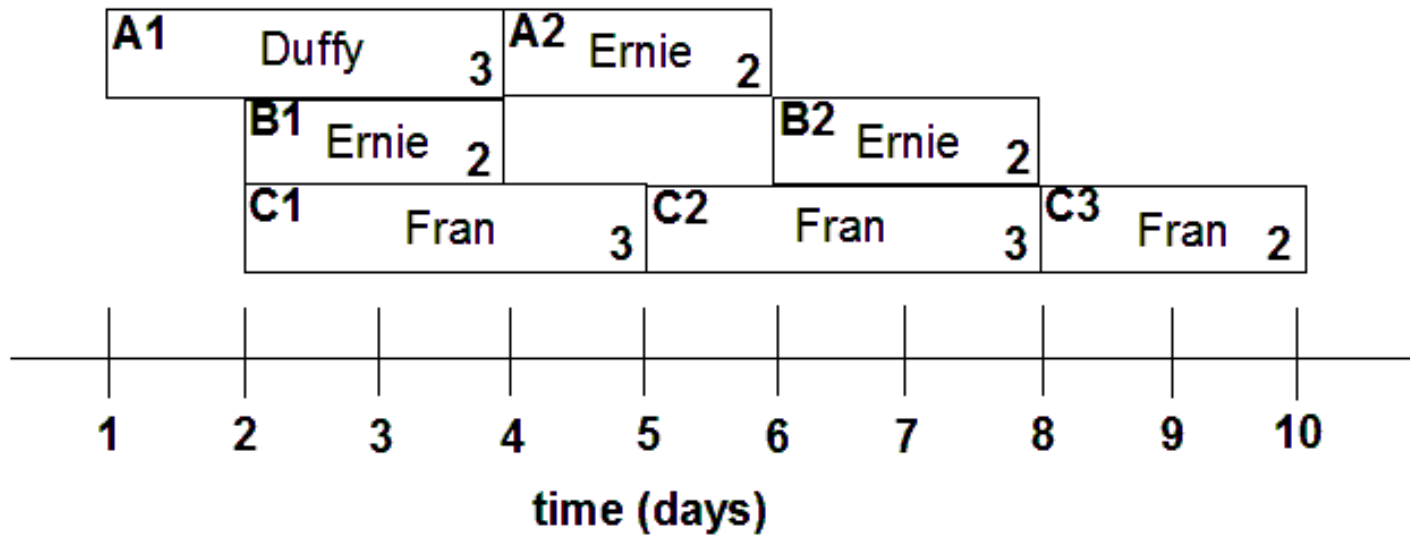 A1 Duffy 3 A2 Ernie 2
B1 Ernie 2 B2 Ernie 2
C1 Fran 3 C2 Fran 3 C3 Fran 2
1 2 3 4 5 6 7 8 9 10
time (days)